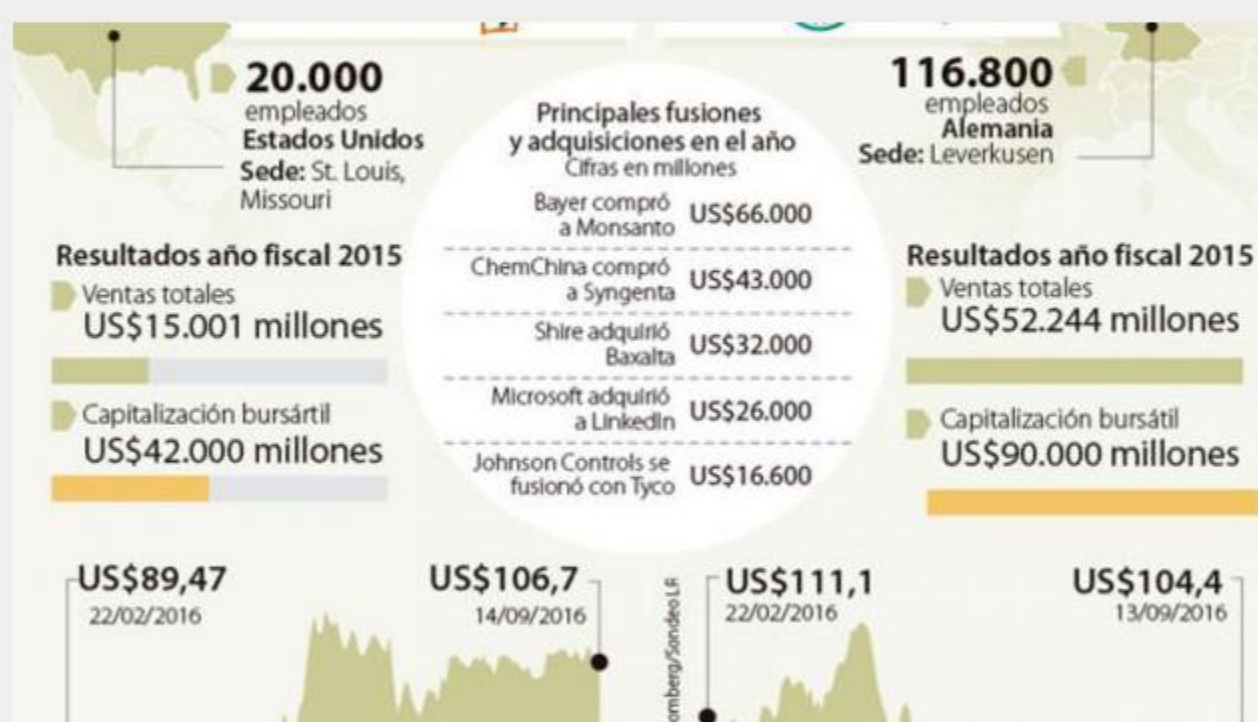 20.000
empleados
Estados Unidos
Sede: St. Louis,
Missouri
Resultados año fiscal 2015
Ventas totales
US$15.001 millones
Capitalización bursártil
US$42.000 millones
Principales fusiones
y adquisiciones en el año
Cifras en millones
Bayer compró
a Monsanto US$66.000
ChemChina compró
a Syngenta US$43.000
Shire adquirió
Baxalta US$32.000
Microsoft adquirió
a LinkedIn US$26.000
Johnson Controls se
fusionó con Tyco US$16.600
116.800
empleados
Alemania
Sede: Leverkusen
Resultados año fiscal 2015
Ventas totales
US$52.244 millones
Capitalización bursátil
US$90.000 millones
US$89,47
22/02/2016
US$106,7
14/09/2016
omberg/Sondeo LR
US$111,1
22/02/2016
US$104,4
13/09/2016